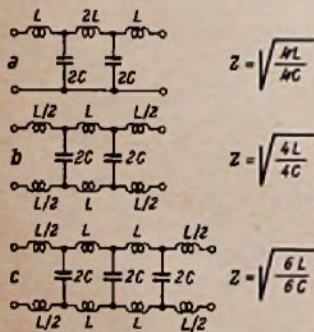 L 2L L
a 2C 2C Z = √(4L/4C)
L/2 L L/2
b 2C 2C Z = √(4L/4C)
L/2 L L/2
L/2 L L L/2
c 2C 2C 2C Z = √(6L/6C)
L/2 L L L/2